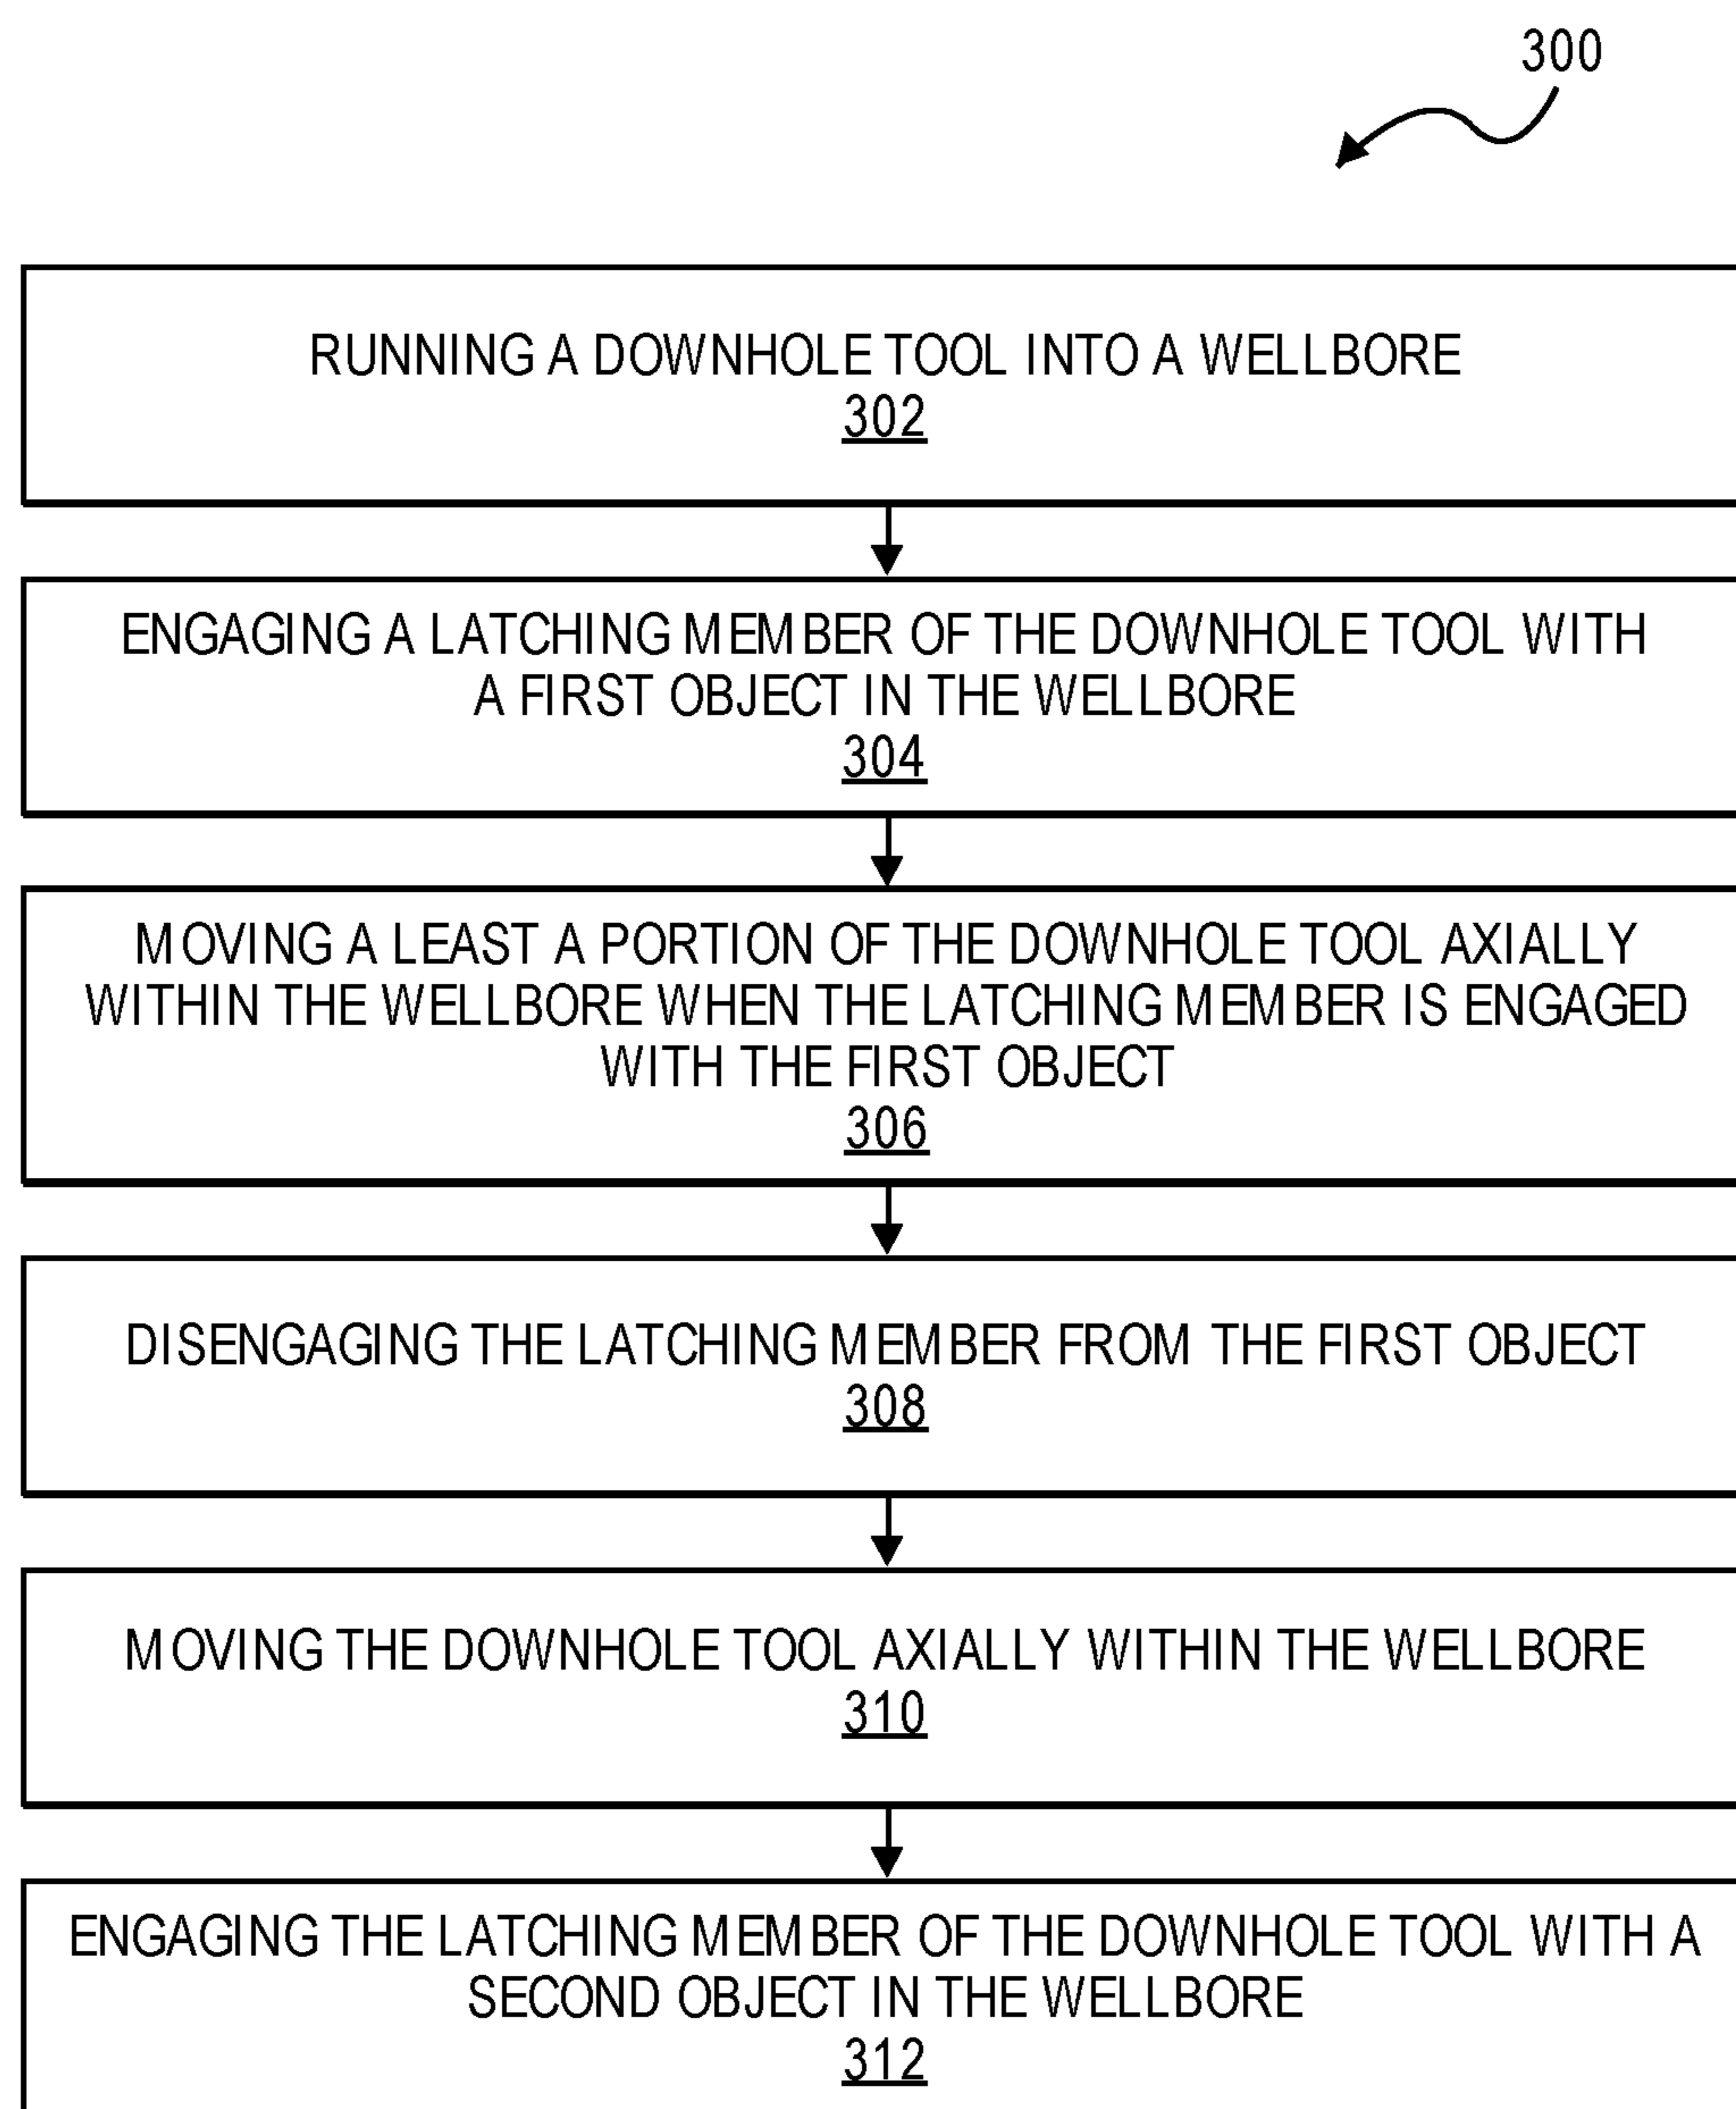 300
RUNNING A DOWNHOLE TOOL INTO A WELLBORE
302
ENGAGING A LATCHING MEMBER OF THE DOWNHOLE TOOL WITH
A FIRST OBJECT IN THE WELLBORE
304
MOVING A LEAST A PORTION OF THE DOWNHOLE TOOL AXIALLY
WITHIN THE WELLBORE WHEN THE LATCHING MEMBER IS ENGAGED
WITH THE FIRST OBJECT
306
DISENGAGING THE LATCHING MEMBER FROM THE FIRST OBJECT
308
MOVING THE DOWNHOLE TOOL AXIALLY WITHIN THE WELLBORE
310
ENGAGING THE LATCHING MEMBER OF THE DOWNHOLE TOOL WITH A
SECOND OBJECT IN THE WELLBORE
312